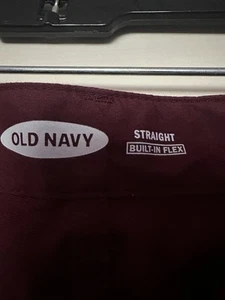 OLD NAVY
STRAIGHT
BUILT-IN FLEX